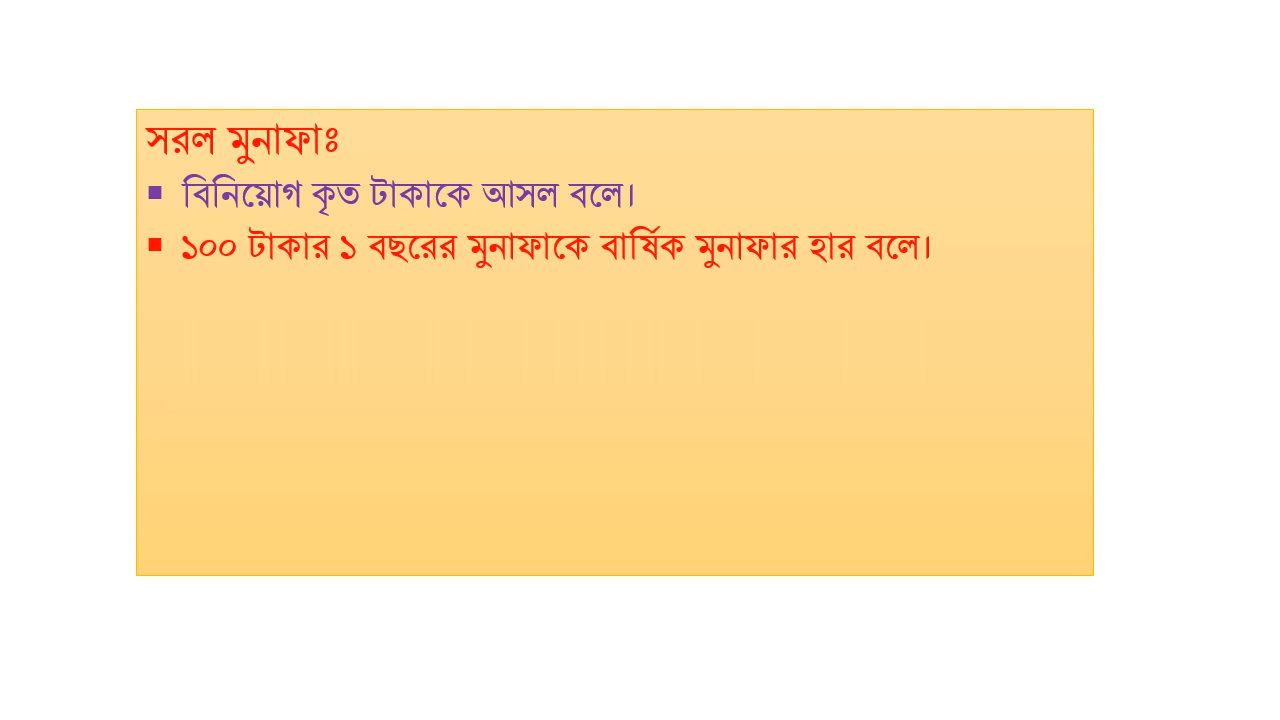 সরল মুনাফাঃ
▪ বিনিয়োগ কৃত টাকাকে আসল বলে।
▪ ১০০ টাকার ১ বছরের মুনাফাকে বার্ষিক মুনাফার হার বলে।